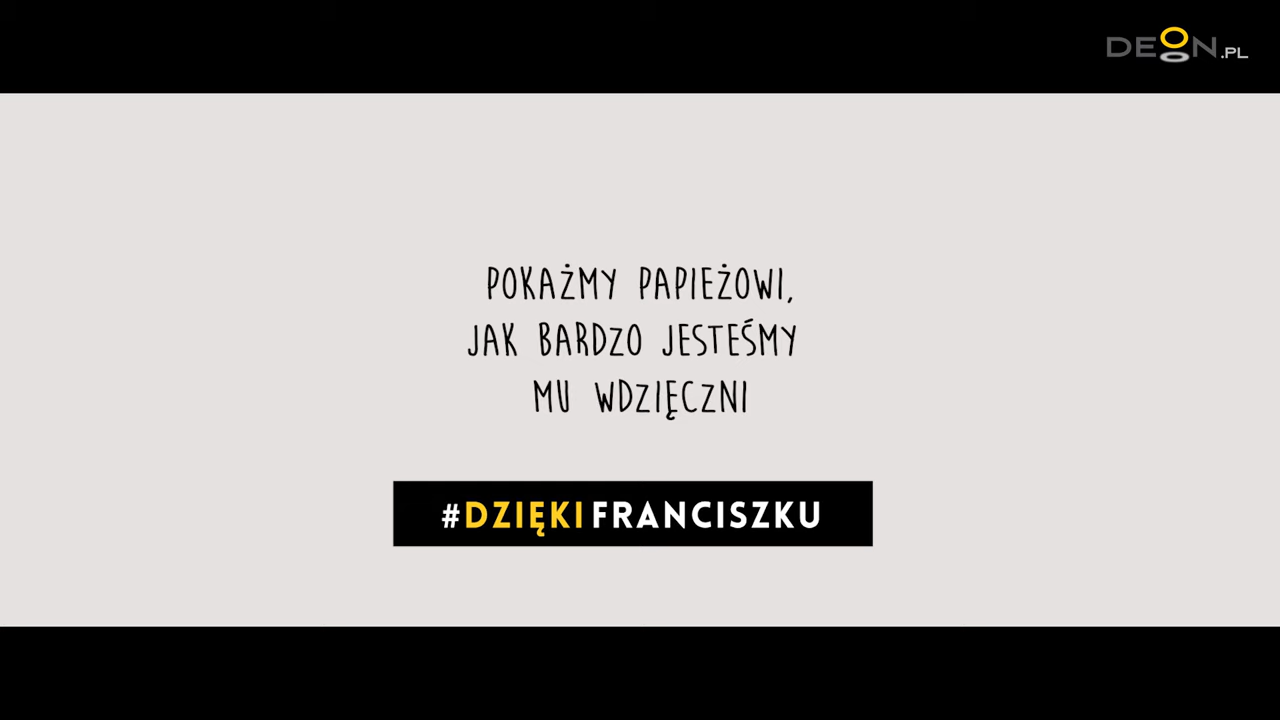 DEON.PL
POKAŻMY PAPIEŻOWI,
JAK BARDZO JESTEŚMY
MU WDZIĘCZNI
#DZIĘKIFRANCISZKU